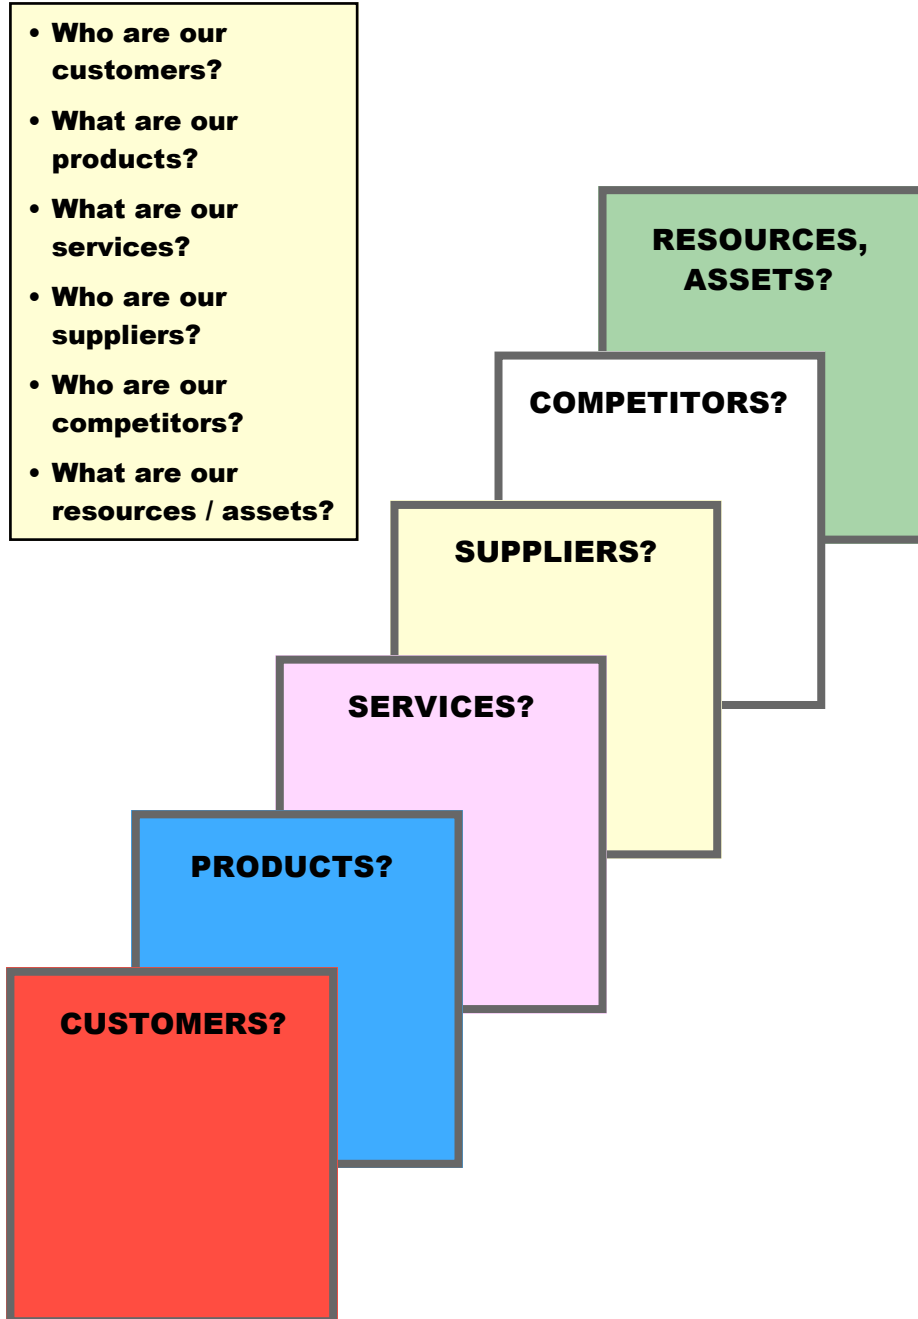 • Who are our
customers?
• What are our
products?
• What are our
services?
• Who are our
suppliers?
• Who are our
competitors?
• What are our
resources / assets?
RESOURCES,
ASSETS?
COMPETITORS?
SUPPLIERS?
SERVICES?
PRODUCTS?
CUSTOMERS?